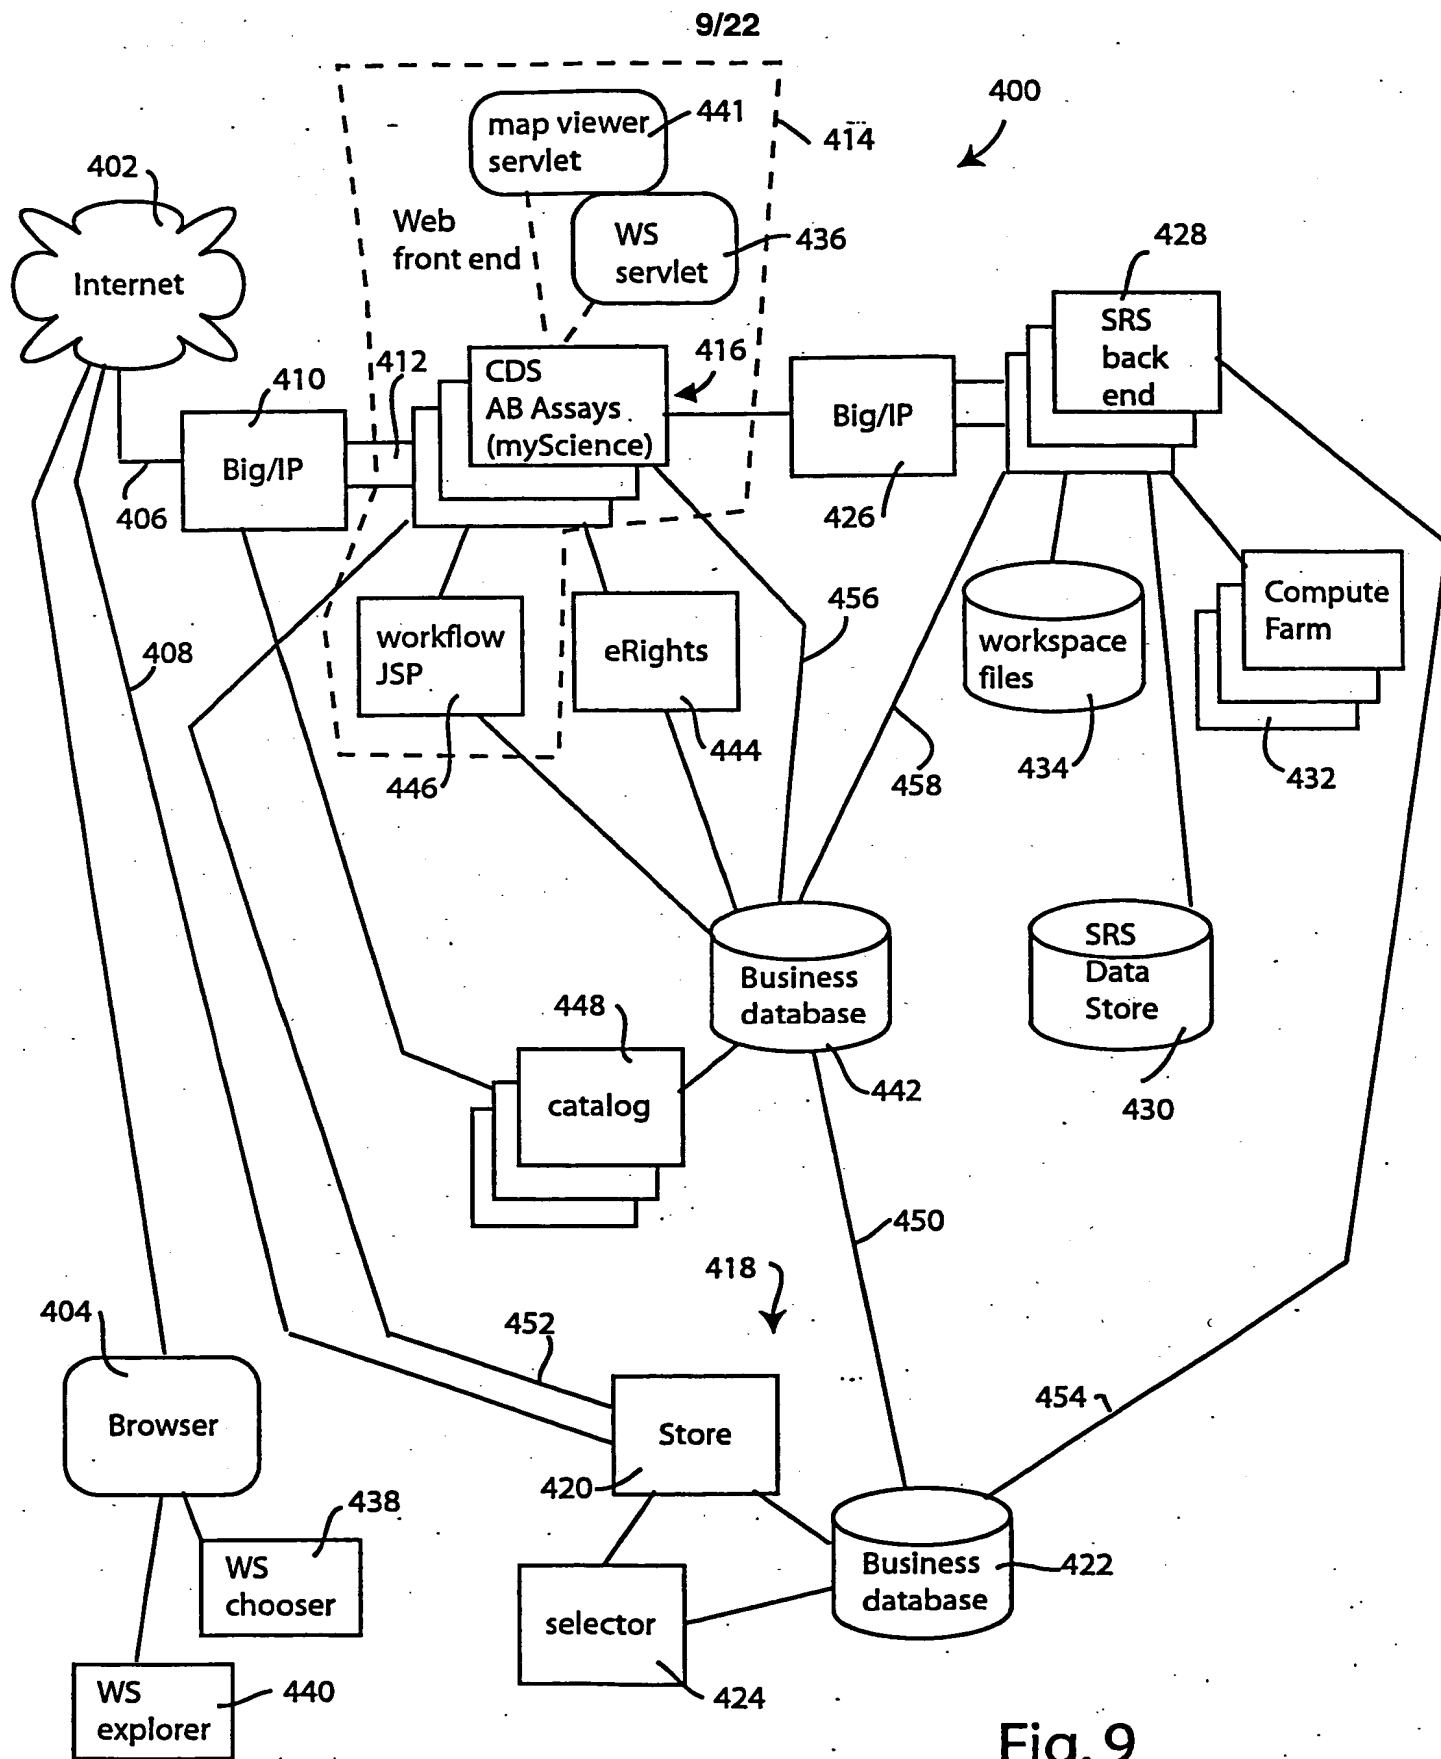 9/22
400
441
map viewer
servlet
414
402
Web
front end
WS
servlet
436
428
Internet
SRS
back
end
412
CDS
AB Assays
(myScience)
416
410
Big/IP
Big/IP
406
426
Compute
Farm
456
workflow
JSP
eRights
workspace
files
408
444
446
458
434
432
Business
database
SRS
Data
Store
448
catalog
442
430
450
418
404
452
454
Browser
Store
420
438
WS
chooser
Business
database
422
selector
WS
explorer
440
424
Fig. 9